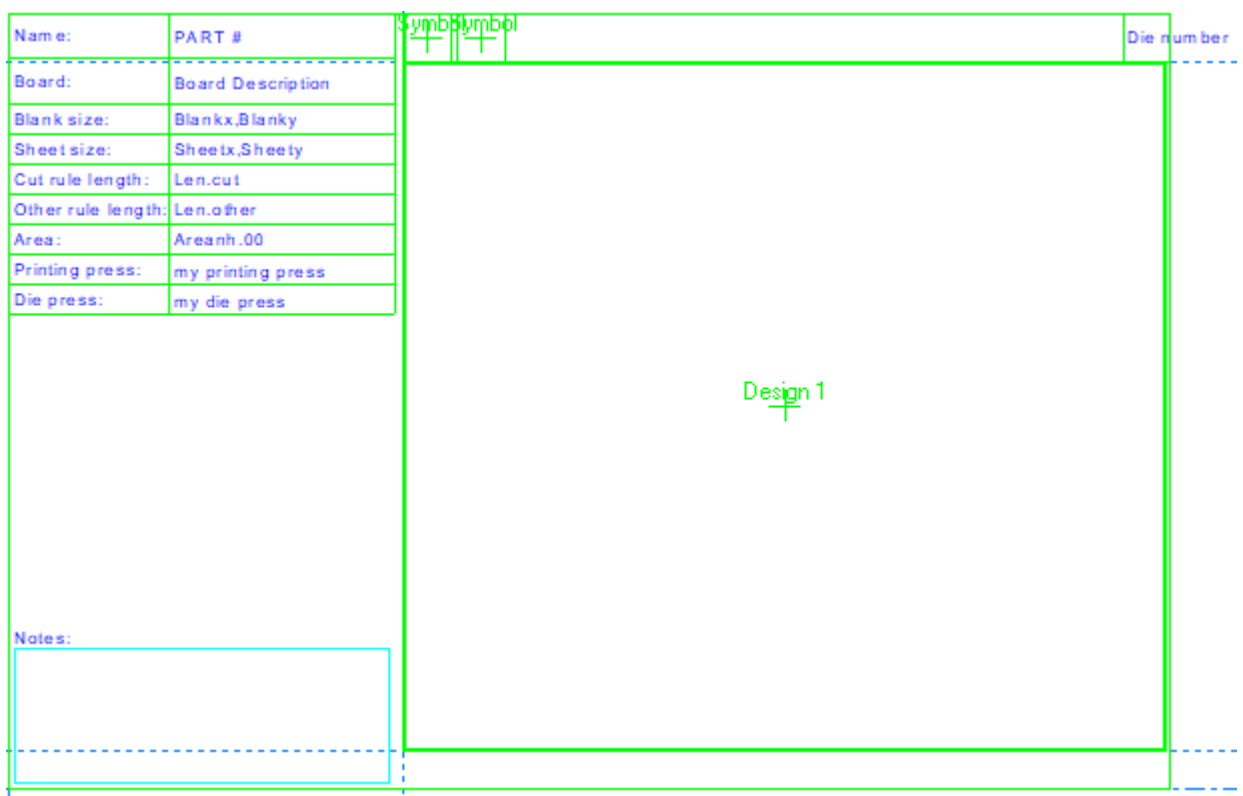 Name: PART # Symbol Symbol Die number
Board: Board Description
Blank size: Blankx,Blanky
Sheet size: Sheetx,Sheety
Cut rule length: Len.cut
Other rule length: Len.other
Area: Areanh.00
Printing press: my printing press
Die press: my die press
Design 1
Notes: